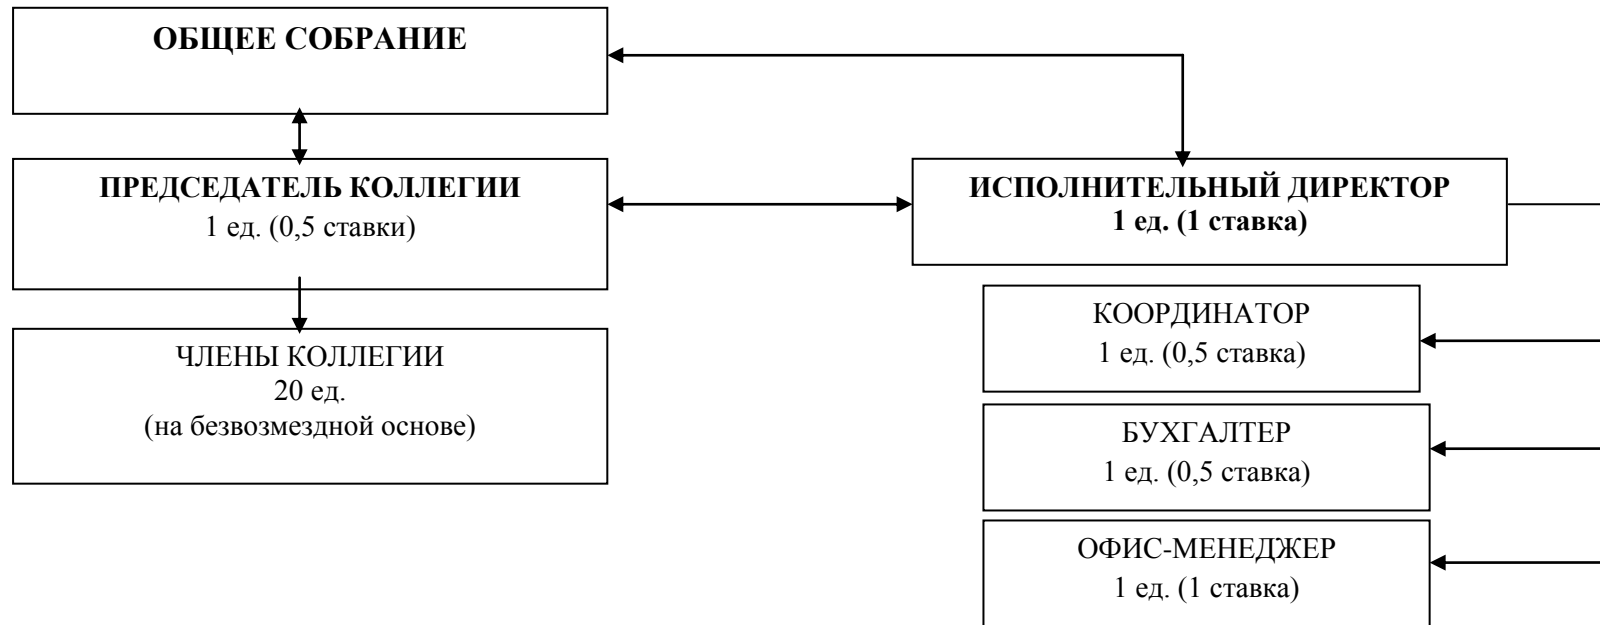 ОБЩЕЕ СОБРАНИЕ
ПРЕДСЕДАТЕЛЬ КОЛЛЕГИИ
1 ед. (0,5 ставки)
ЧЛЕНЫ КОЛЛЕГИИ
20 ед.
(на безвозмездной основе)
ИСПОЛНИТЕЛЬНЫЙ ДИРЕКТОР
1 ед. (1 ставка)
КООРДИНАТОР
1 ед. (0,5 ставка)
БУХГАЛТЕР
1 ед. (0,5 ставка)
ОФИС-МЕНЕДЖЕР
1 ед. (1 ставка)